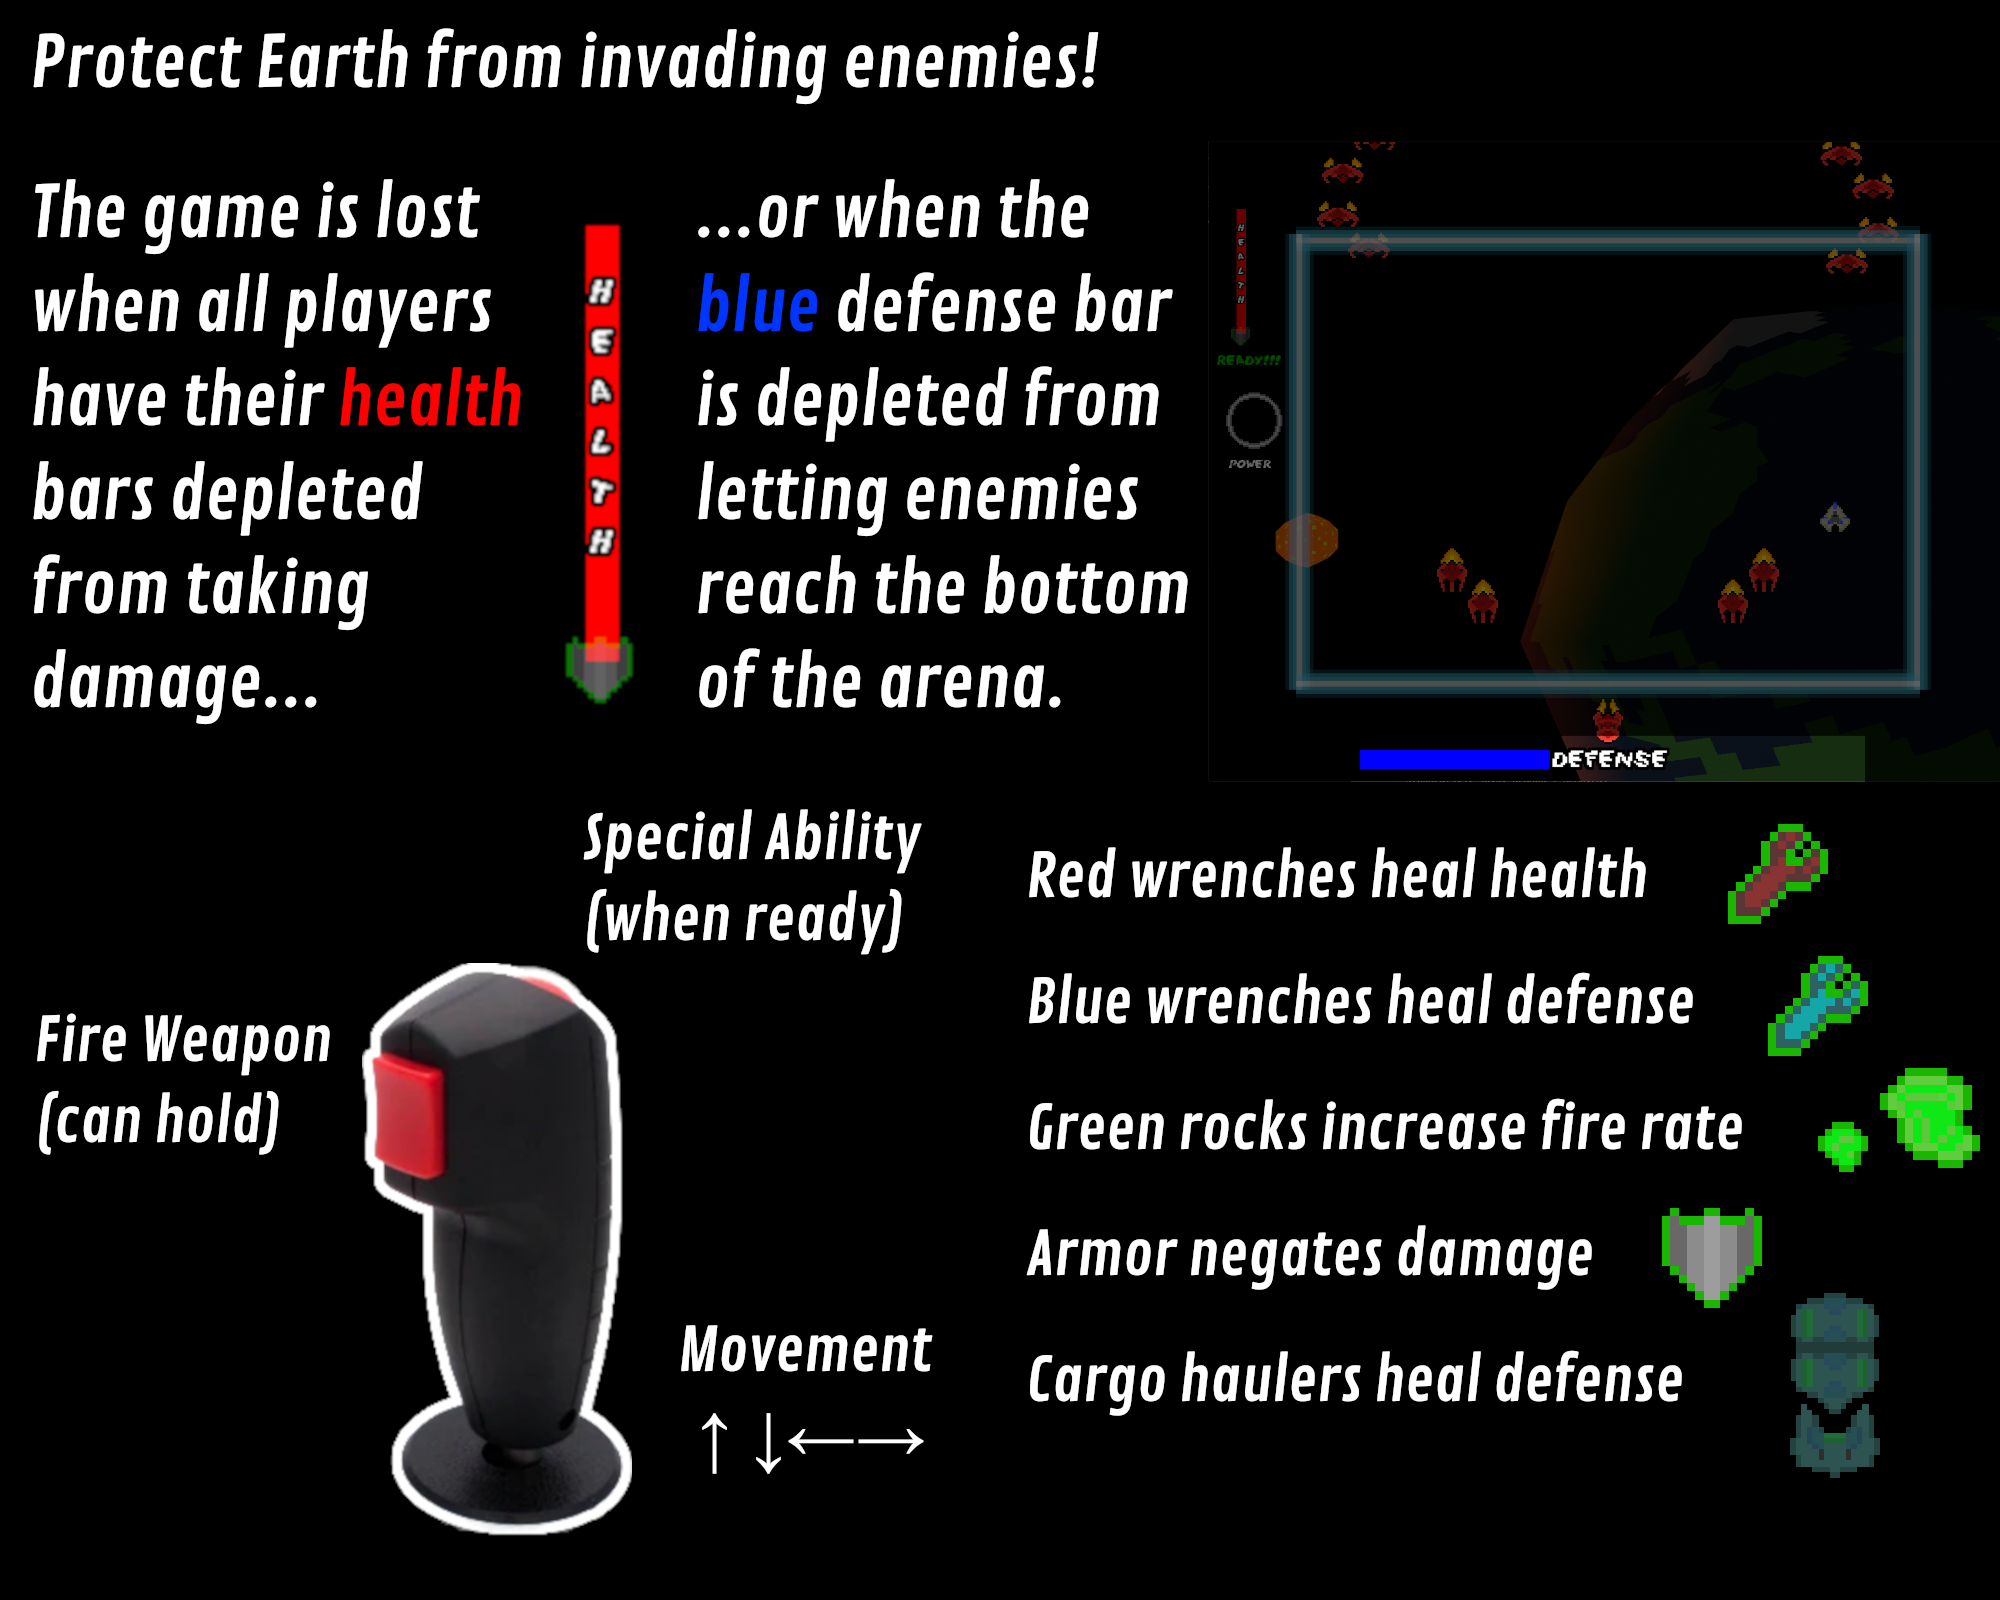 Protect Earth from invading enemies!
The game is lost
when all players
have their health
bars depleted
from taking
damage...
HEALTH
...or when the
blue defense bar
is depleted from
letting enemies
reach the bottom
of the arena.
HEALTH
READY!!!
POWER
DEFENSE
Special Ability
(when ready)
Fire Weapon
(can hold)
Movement
↑ ↓←→
Red wrenches heal health
Blue wrenches heal defense
Green rocks increase fire rate
Armor negates damage
Cargo haulers heal defense